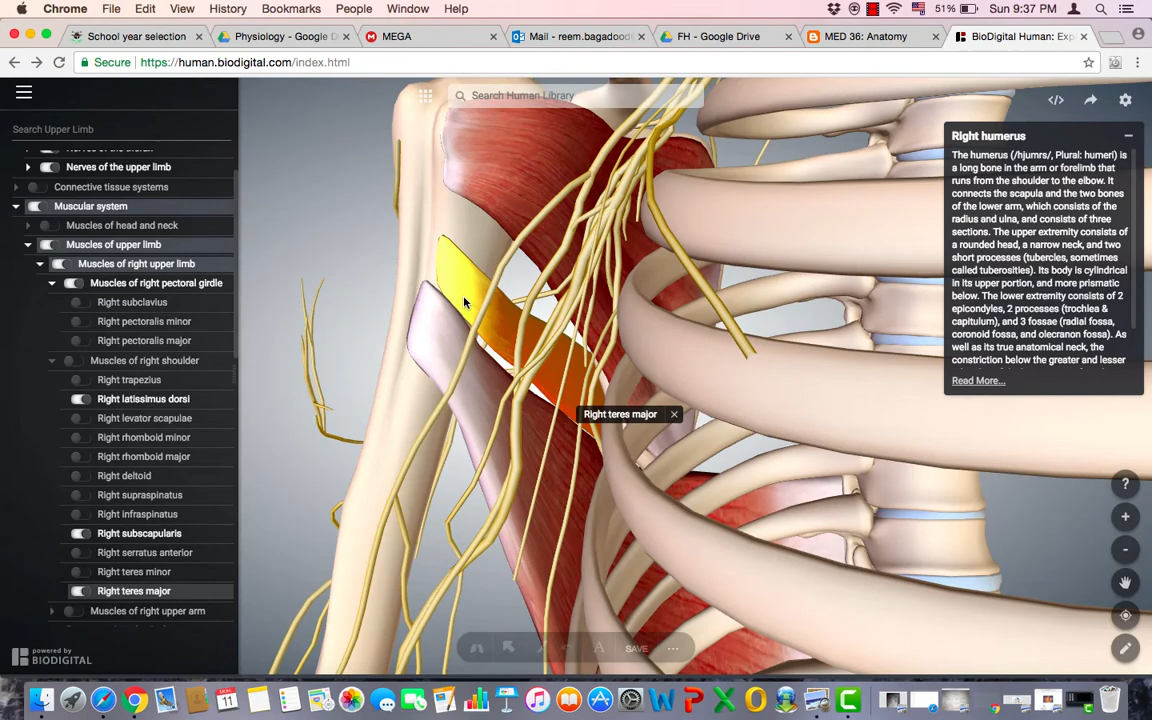 Chrome File Edit View History Bookmarks People Window Help 51% Sun 9:37 PM
School year selection Physiology - Google D MEGA Mail - reem.bagadood FH - Google Drive MED 36: Anatomy BioDigital Human: Exp
Secure https://human.biodigital.com/index.html
Search Human Library
Search Upper Limb
Nerves of the upper limb
Connective tissue systems
Muscular system
Muscles of head and neck
Muscles of upper limb
Muscles of right upper limb
Muscles of right pectoral girdle
Right subclavius
Right pectoralis minor
Right pectoralis major
Muscles of right shoulder
Right trapezius
Right latissimus dorsi
Right levator scapulae
Right rhomboid minor
Right rhomboid major
Right deltoid
Right supraspinatus
Right infraspinatus
Right subscapularis
Right serratus anterior
Right teres minor
Right teres major
Muscles of right upper arm
powered by
BIODIGITAL
Right teres major
SAVE
Right humerus
The humerus (/hjumrs/, Plural: humeri) is
a long bone in the arm or forelimb that
runs from the shoulder to the elbow. It
connects the scapula and the two bones
of the lower arm, which consists of the
radius and ulna, and consists of three
sections. The upper extremity consists of
a rounded head, a narrow neck, and two
short processes (tubercles, sometimes
called tuberosities). Its body is cylindrical
in its upper portion, and more prismatic
below. The lower extremity consists of 2
epicondyles, 2 processes (trochlea &
capitulum), and 3 fossae (radial fossa,
coronoid fossa, and olecranon fossa). As
well as its true anatomical neck, the
constriction below the greater and lesser
Read More...